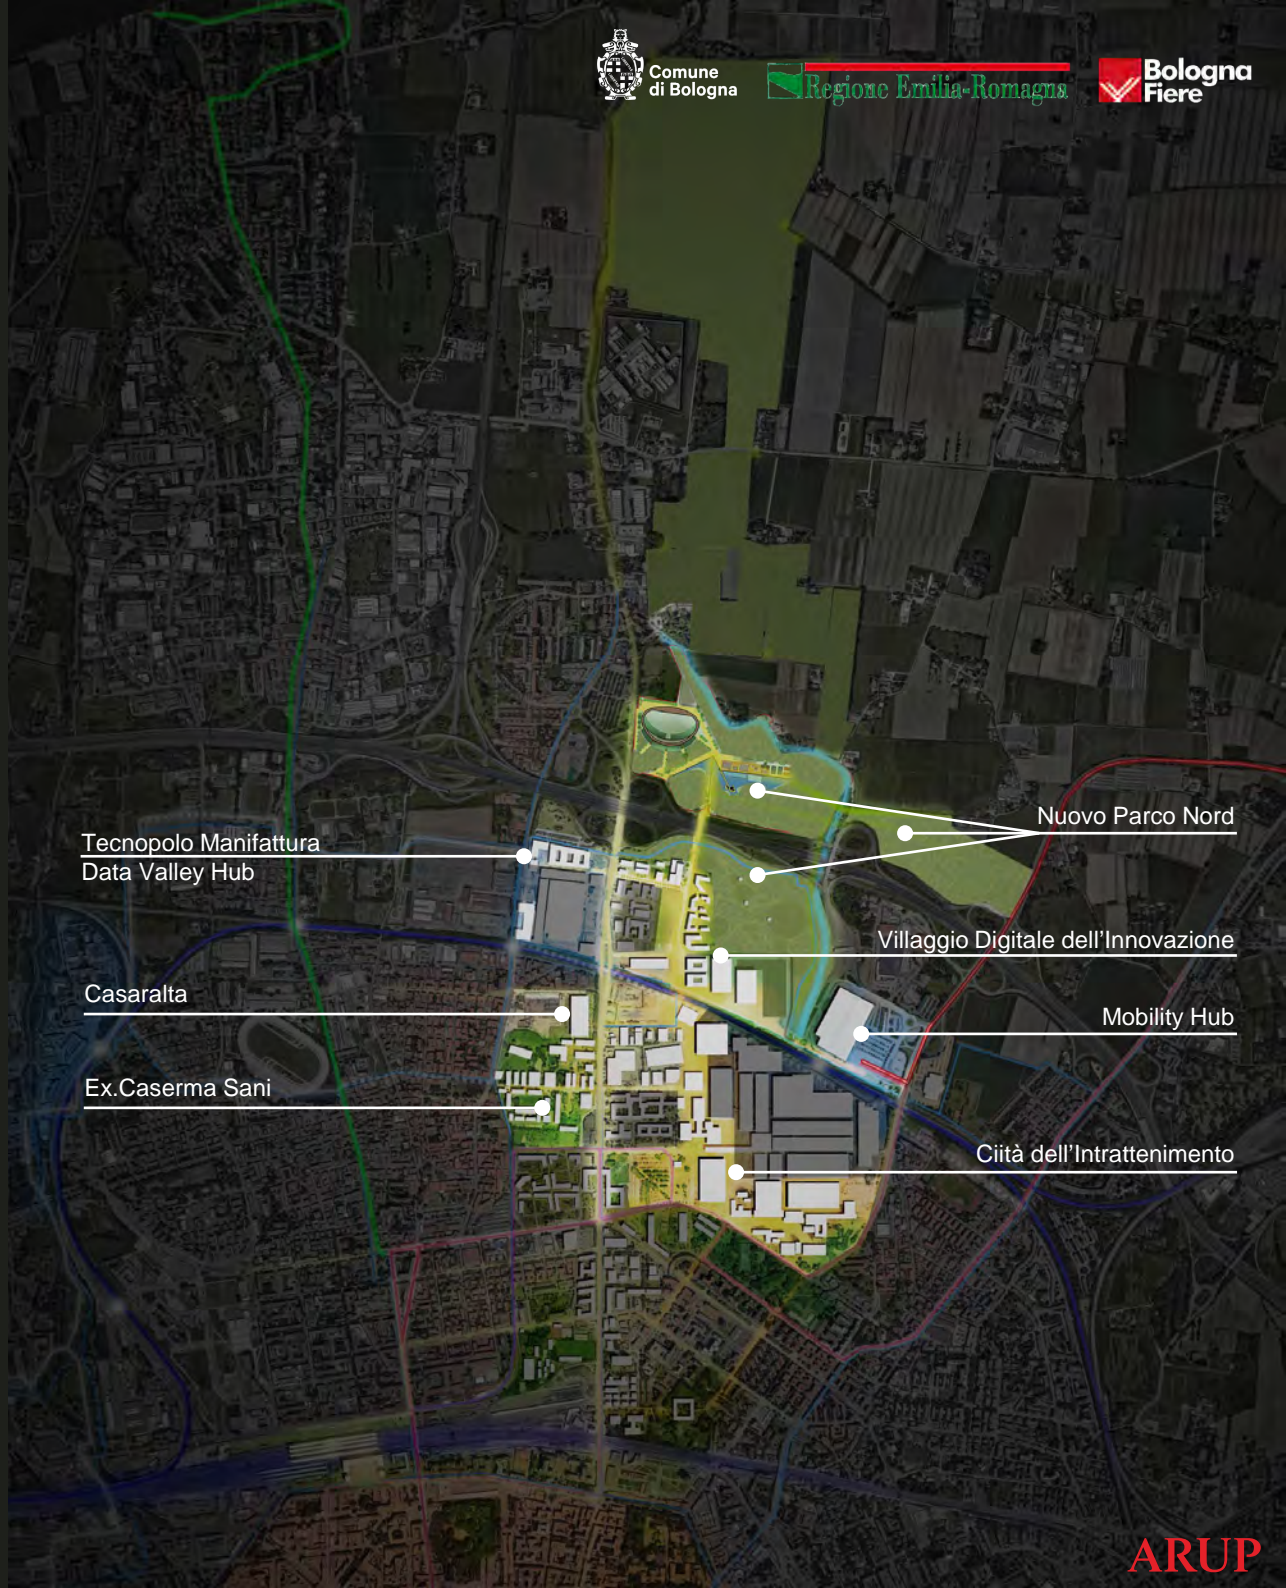 Comune
di Bologna
Regione Emilia-Romagna
Bologna
Fiere
Nuovo Parco Nord
Tecnopolo Manifattura
Data Valley Hub
Villaggio Digitale dell'Innovazione
Casaralta
Mobility Hub
Ex.Caserma Sani
Ciità dell'Intrattenimento
ARUP